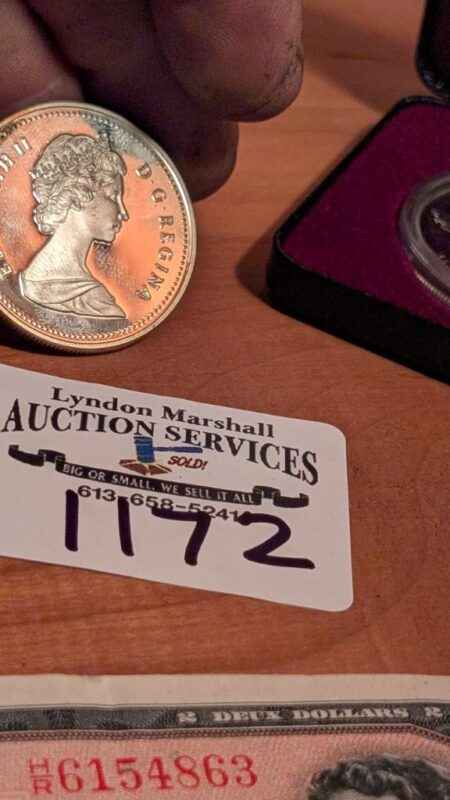 II D·G·REGINA
Lyndon Marshall
AUCTION SERVICES
SOLD!
BIG OR SMALL, WE SELL IT ALL
613-658-5241
1172
2 DEUX DOLLARS 2
H/R 6154863